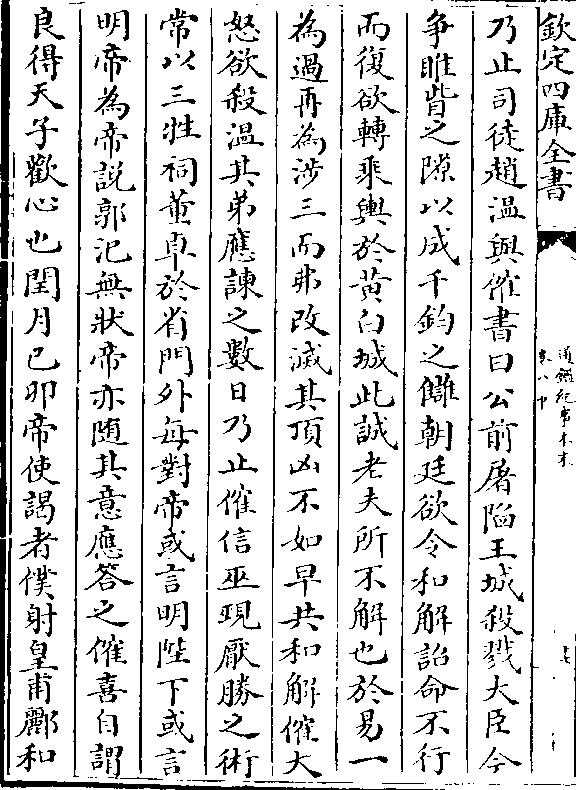 欽定四庫全書
通鑑紀事本末
卷八中
乃止司徒趙溫與傕書曰公前屠陷王城殺戮大臣今
争睚眥之隙以成千鈞之讎朝廷欲令和解詔命不行
而復欲轉乘輿於黄白城此誠老夫所不解也於易一
為過再為涉三而弗改滅其頂凶不如早共和解傕大
怒欲殺溫其弟應諫之數日乃止傕信巫覡厭勝之術
常以三牲祠董卓於省門外每對帝或言明陛下或言
明帝為帝説郭汜無狀帝亦随其意應答之傕喜自謂
良得天子歡心也閏月己卯帝使謁者僕射皇甫酈和